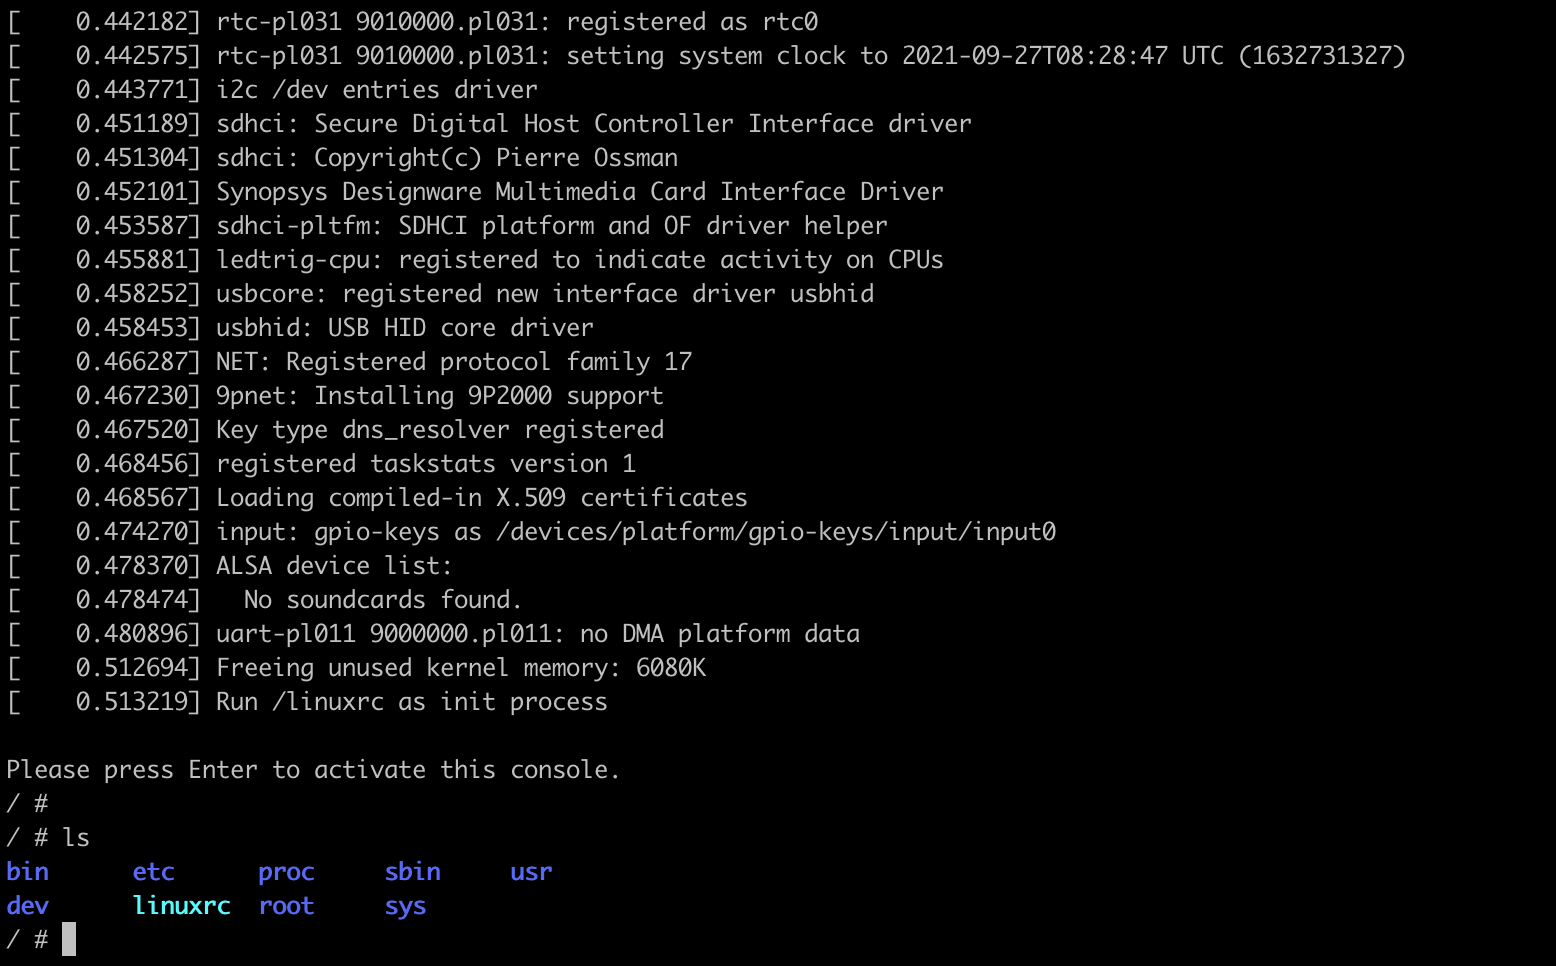 [    0.442182] rtc-pl031 9010000.pl031: registered as rtc0
[    0.442575] rtc-pl031 9010000.pl031: setting system clock to 2021-09-27T08:28:47 UTC (1632731327)
[    0.443771] i2c /dev entries driver
[    0.451189] sdhci: Secure Digital Host Controller Interface driver
[    0.451304] sdhci: Copyright(c) Pierre Ossman
[    0.452101] Synopsys Designware Multimedia Card Interface Driver
[    0.453587] sdhci-pltfm: SDHCI platform and OF driver helper
[    0.455881] ledtrig-cpu: registered to indicate activity on CPUs
[    0.458252] usbcore: registered new interface driver usbhid
[    0.458453] usbhid: USB HID core driver
[    0.466287] NET: Registered protocol family 17
[    0.467230] 9pnet: Installing 9P2000 support
[    0.467520] Key type dns_resolver registered
[    0.468456] registered taskstats version 1
[    0.468567] Loading compiled-in X.509 certificates
[    0.474270] input: gpio-keys as /devices/platform/gpio-keys/input/input0
[    0.478370] ALSA device list:
[    0.478474]   No soundcards found.
[    0.480896] uart-pl011 9000000.pl011: no DMA platform data
[    0.512694] Freeing unused kernel memory: 6080K
[    0.513219] Run /linuxrc as init process

Please press Enter to activate this console.
/ #
/ # ls
bin      etc      proc     sbin     usr
dev      linuxrc  root     sys
/ #